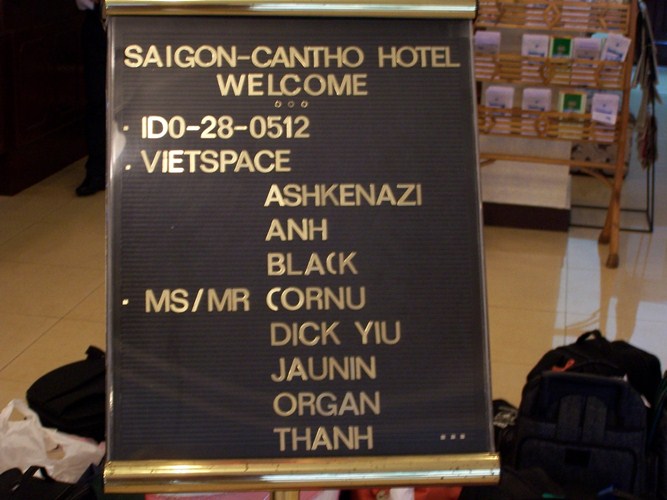 SAIGON-CANTHO HOTEL
WELCOME
· ID0-28-0512
· VIETSPACE
ASHKENAZI
ANH
BLACK
· MS/MR CORNU
DICK YIU
JAUNIN
ORGAN
THANH ...